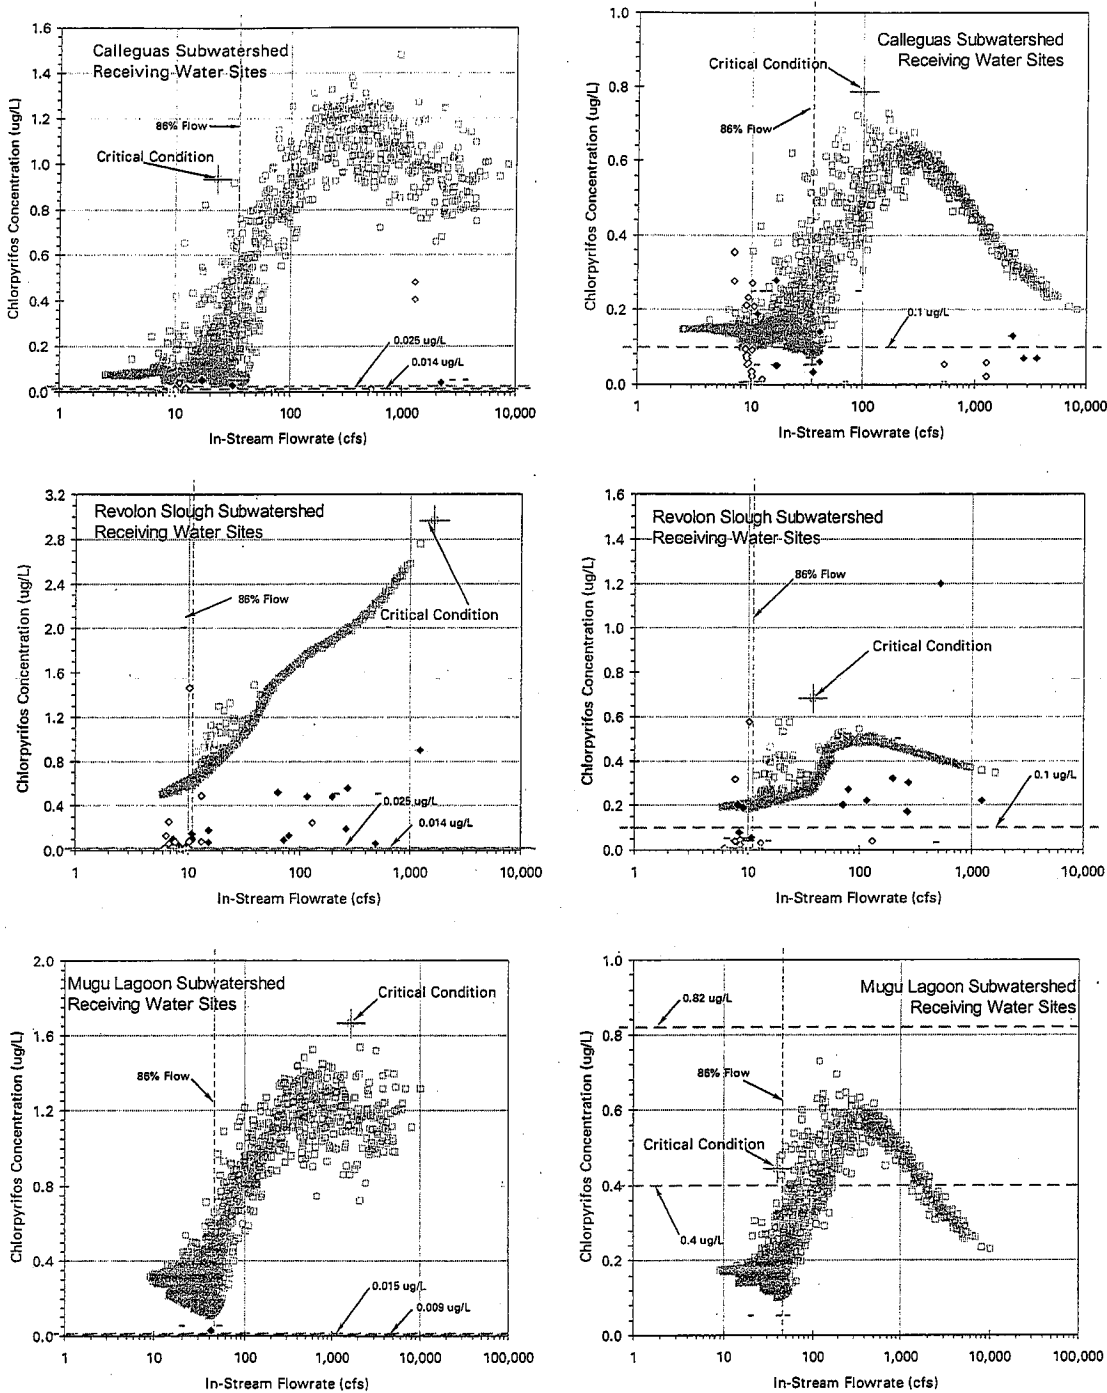 Calleguas Subwatershed
Receiving Water Sites
86% Flow
Critical Condition
0.025 ug/L
0.014 ug/L
Chlorpyrifos Concentration (ug/L)
1.6
1.4
1.2
1.0
0.8
0.6
0.4
0.2
0.0
1
10
100
1,000
10,000
In-Stream Flowrate (cfs)
Calleguas Subwatershed
Receiving Water Sites
Critical Condition
86% Flow
0.1 ug/L
Chlorpyrifos Concentration (ug/L)
1.0
0.8
0.6
0.4
0.2
0.0
1
10
100
1,000
10,000
In-Stream Flowrate (cfs)
Revolon Slough Subwatershed
Receiving Water Sites
86% Flow
Critical Condition
0.025 ug/L
0.014 ug/L
Chlorpyrifos Concentration (ug/L)
3.2
2.8
2.4
2.0
1.6
1.2
0.8
0.4
0.0
1
10
100
1,000
10,000
In-Stream Flowrate (cfs)
Revolon Slough Subwatershed
Receiving Water Sites
86% Flow
Critical Condition
0.1 ug/L
Chlorpyrifos Concentration (ug/L)
1.6
1.4
1.2
1.0
0.8
0.6
0.4
0.2
0.0
1
10
100
1,000
10,000
In-Stream Flowrate (cfs)
Mugu Lagoon Subwatershed
Receiving Water Sites
Critical Condition
86% Flow
0.015 ug/L
0.009 ug/L
Chlorpyrifos Concentration (ug/L)
2.0
1.6
1.2
0.8
0.4
0.0
1
10
100
1,000
10,000
100,000
In-Stream Flowrate (cfs)
Mugu Lagoon Subwatershed
Receiving Water Sites
0.82 ug/L
86% Flow
Critical Condition
0.4 ug/L
Chlorpyrifos Concentration (ug/L)
1.0
0.8
0.6
0.4
0.2
0.0
1
10
100
1,000
10,000
100,000
In-Stream Flowrate (cfs)